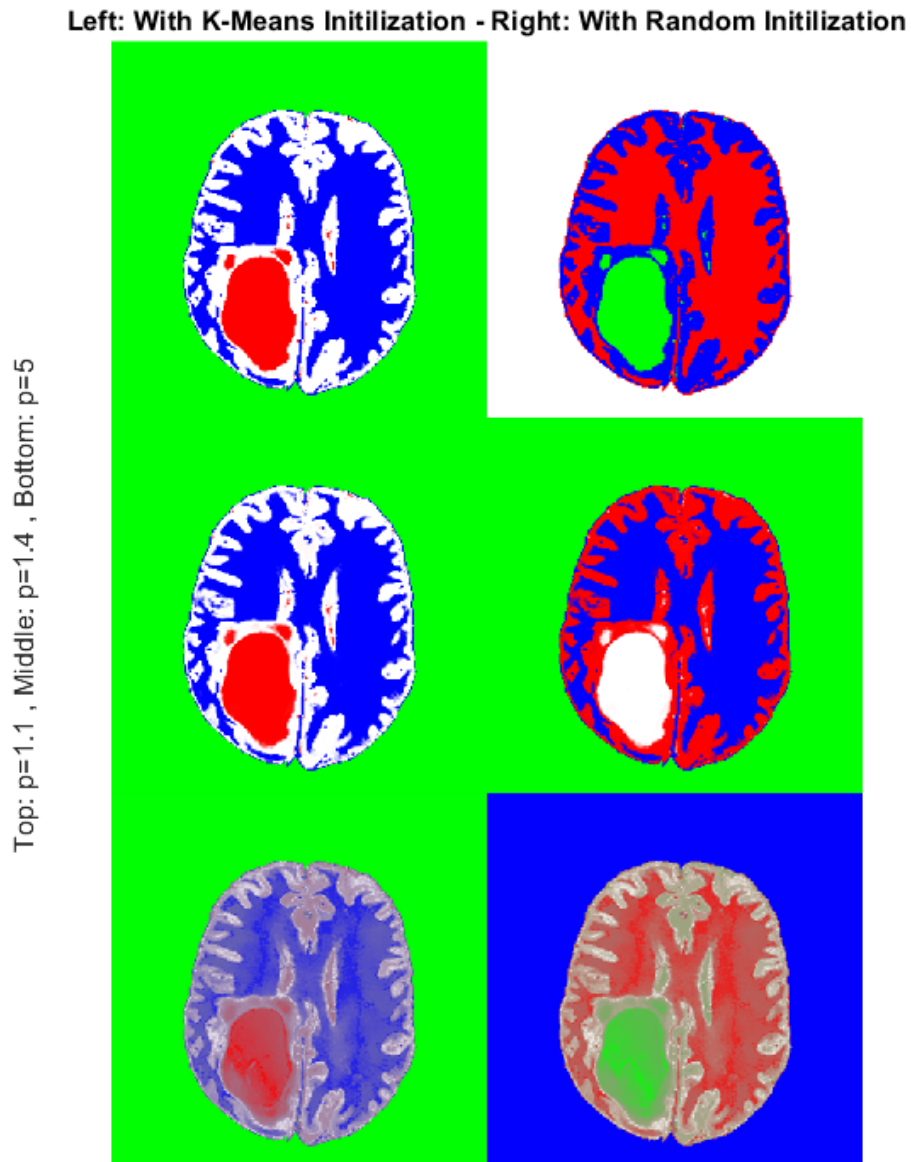 Left: With K-Means Initilization - Right: With Random Initilization
Top: p=1.1 , Middle: p=1.4 , Bottom: p=5